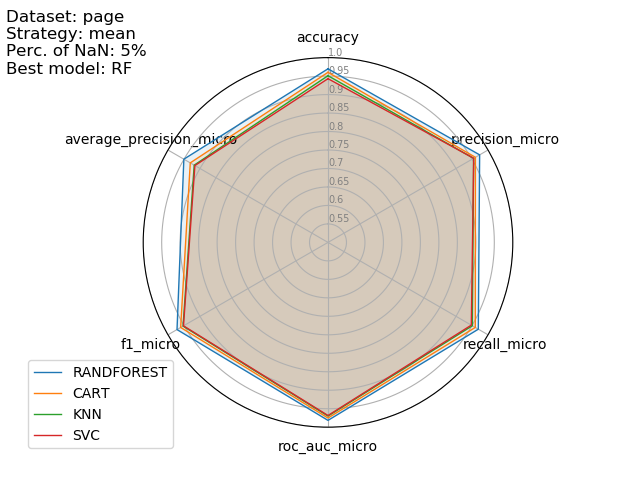 Dataset: page
Strategy: mean
Perc. of NaN: 5%
Best model: RF
accuracy
1.0
0.95
0.9
0.85
0.8
0.75
0.7
0.65
0.6
0.55
average_precision_micro
precision_micro
f1_micro
recall_micro
roc_auc_micro
RANDFOREST
CART
KNN
SVC